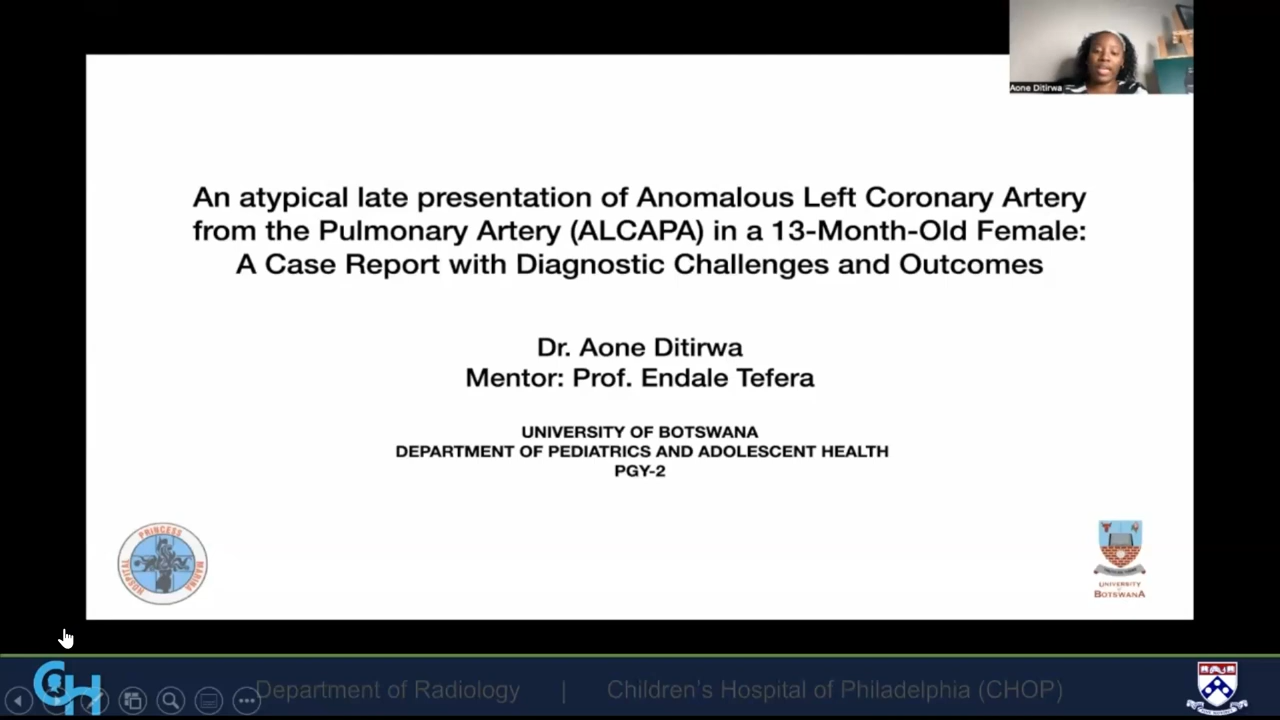 Aone Ditirwa
An atypical late presentation of Anomalous Left Coronary Artery
from the Pulmonary Artery (ALCAPA) in a 13-Month-Old Female:
A Case Report with Diagnostic Challenges and Outcomes
Dr. Aone Ditirwa
Mentor: Prof. Endale Tefera
UNIVERSITY OF BOTSWANA
DEPARTMENT OF PEDIATRICS AND ADOLESCENT HEALTH
PGY-2
PRINCESS
MARINA
HOSPITAL
UNIVERSITY
BOTSWANA
CH
Department of Radiology | Children's Hospital of Philadelphia (CHOP)